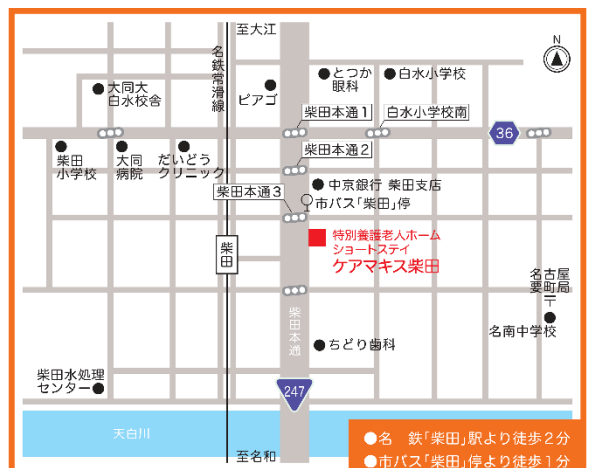 至大江
名鉄常滑線
N
とつか
眼科
白水小学校
大同大
白水校舎
ピアゴ
柴田本通1
白水小学校南
36
柴田
小学校
大同
病院
だいどう
クリニック
柴田本通2
中京銀行 柴田支店
柴田本通3
市バス「柴田」停
特別養護老人ホーム
ショートステイ
ケアマキス柴田
柴田
名古屋
要町局
〒
名南中学校
柴田本通
ちどり歯科
柴田水処理
センター
247
天白川
至名和
●名 鉄「柴田」駅より徒歩2分
●市バス「柴田」停より徒歩1分